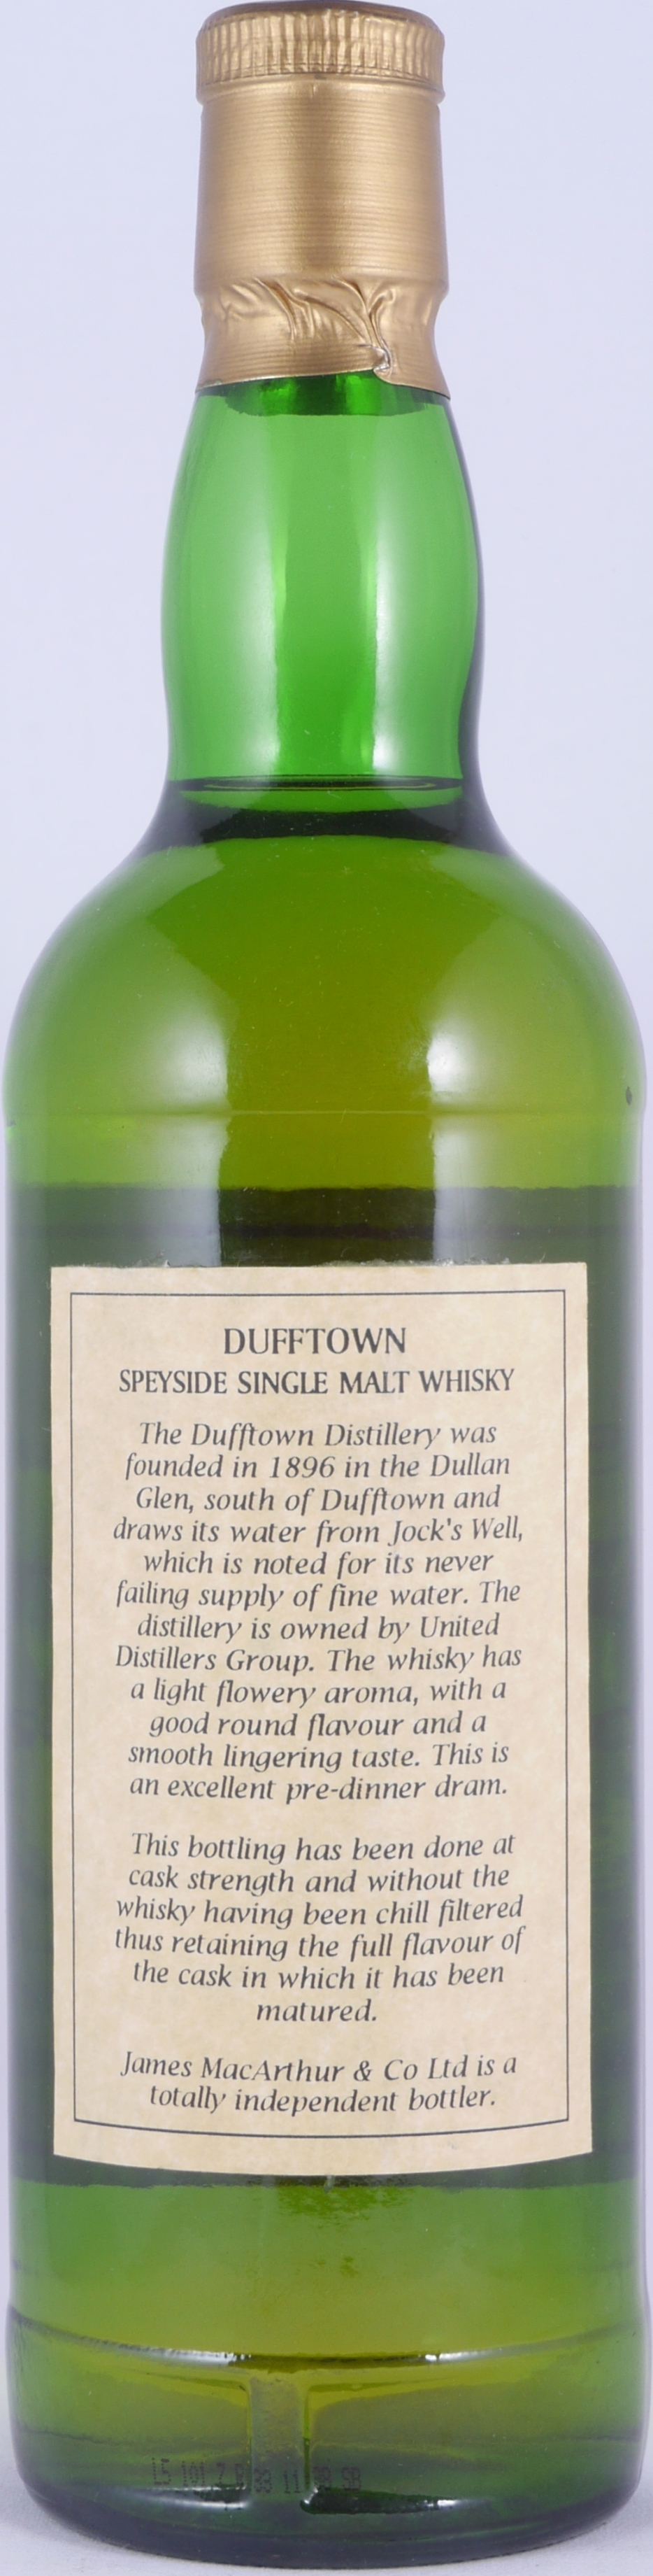 DUFFTOWN
SPEYSIDE SINGLE MALT WHISKY
The Dufftown Distillery was
founded in 1896 in the Dullan
Glen, south of Dufftown and
draws its water from Jock's Well,
which is noted for its never
failing supply of fine water. The
distillery is owned by United
Distillers Group. The whisky has
a light flowery aroma, with a
good round flavour and a
smooth lingering taste. This is
an excellent pre-dinner dram.
This bottling has been done at
cask strength and without the
whisky having been chill filtered
thus retaining the full flavour of
the cask in which it has been
matured.
James MacArthur & Co Ltd is a
totally independent bottler.